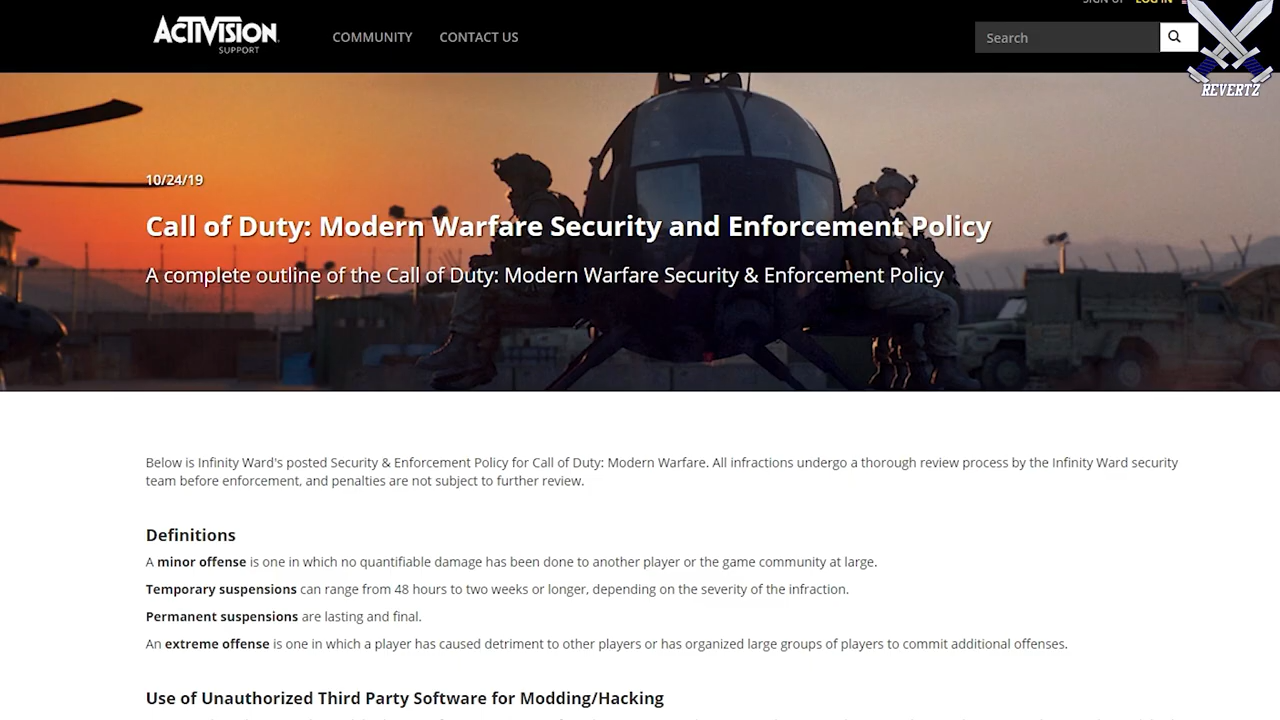 SIGN UP LOG IN
ACTIVISION
SUPPORT
COMMUNITY
CONTACT US
Search
REVERTZ
10/24/19
Call of Duty: Modern Warfare Security and Enforcement Policy
A complete outline of the Call of Duty: Modern Warfare Security & Enforcement Policy
Below is Infinity Ward's posted Security & Enforcement Policy for Call of Duty: Modern Warfare. All infractions undergo a thorough review process by the Infinity Ward security
team before enforcement, and penalties are not subject to further review.
Definitions
A minor offense is one in which no quantifiable damage has been done to another player or the game community at large.
Temporary suspensions can range from 48 hours to two weeks or longer, depending on the severity of the infraction.
Permanent suspensions are lasting and final.
An extreme offense is one in which a player has caused detriment to other players or has organized large groups of players to commit additional offenses.
Use of Unauthorized Third Party Software for Modding/Hacking